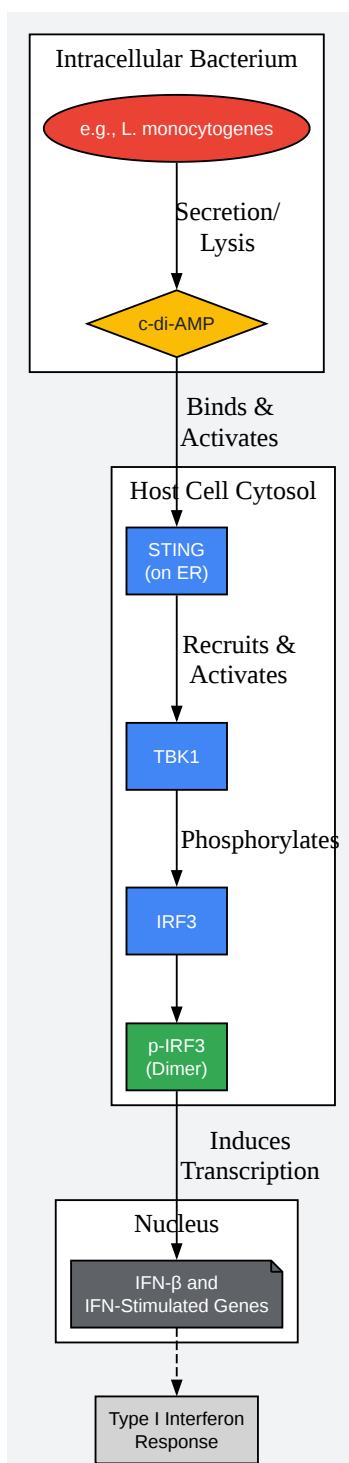 Intracellular Bacterium
e.g., L. monocytogenes
Secretion/
Lysis
c-di-AMP
Binds &
Activates
Host Cell Cytosol
STING
(on ER)
Recruits &
Activates
TBK1
Phosphorylates
IRF3
p-IRF3
(Dimer)
Induces
Transcription
Nucleus
IFN-β and
IFN-Stimulated Genes
Type I Interferon
Response